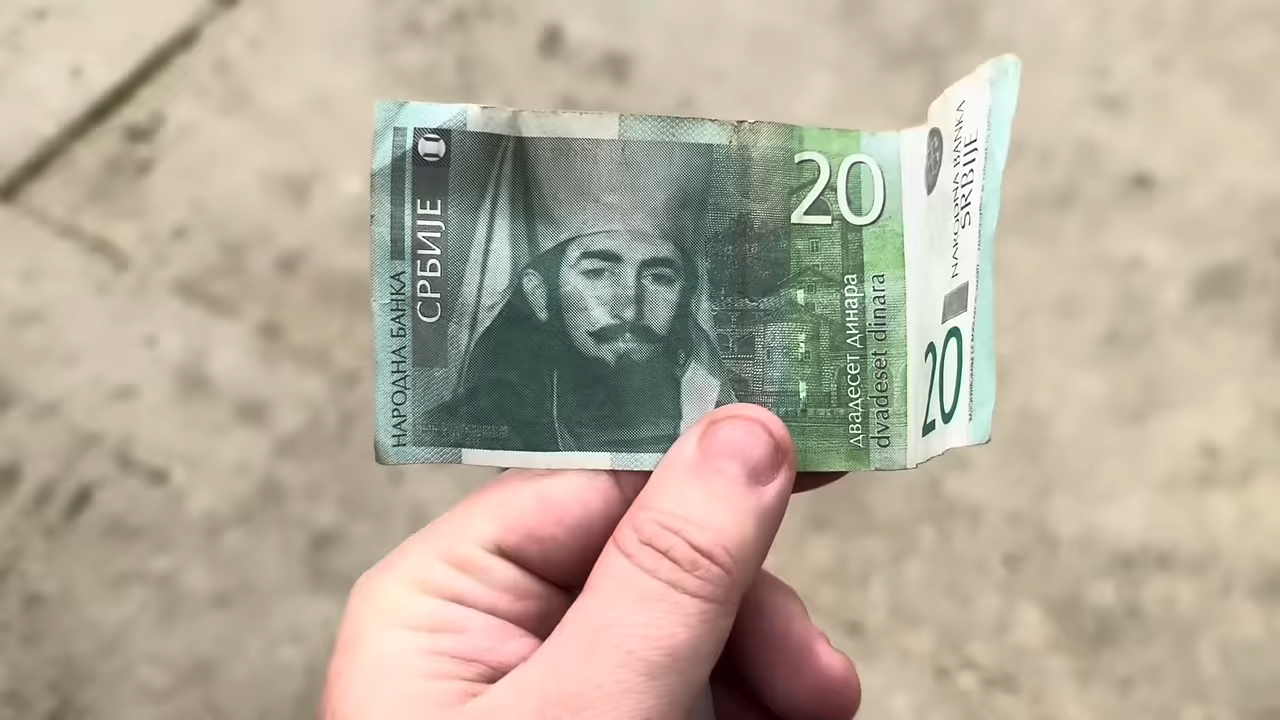 НАРОДНА БАНКА
СРБИЈЕ
20
двадесет динара
dvadeset dinara
NARODNA BANKA
SRBIJE
20